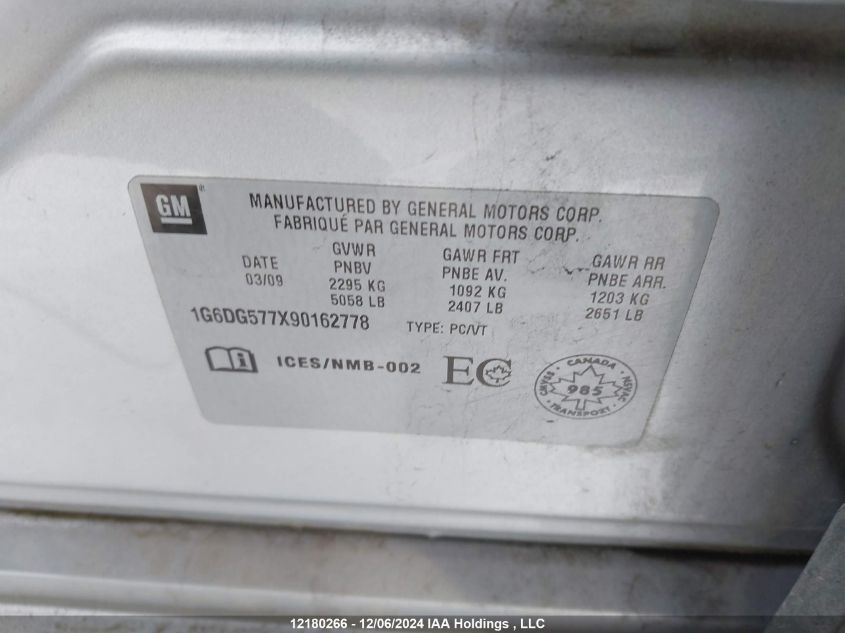 GM®
MANUFACTURED BY GENERAL MOTORS CORP.
FABRIQUÉ PAR GENERAL MOTORS CORP.
DATE
03/09
GVWR
PNBV
2295 KG
5058 LB
GAWR FRT
PNBE AV.
1092 KG
2407 LB
GAWR RR
PNBE ARR.
1203 KG
2651 LB
1G6DG577X90162778
TYPE: PC/VT
ICES/NMB-002
EC
CANADA
CMVSS
985
NSVAC
TRANSPORT
12180266 - 12/06/2024 IAA Holdings , LLC